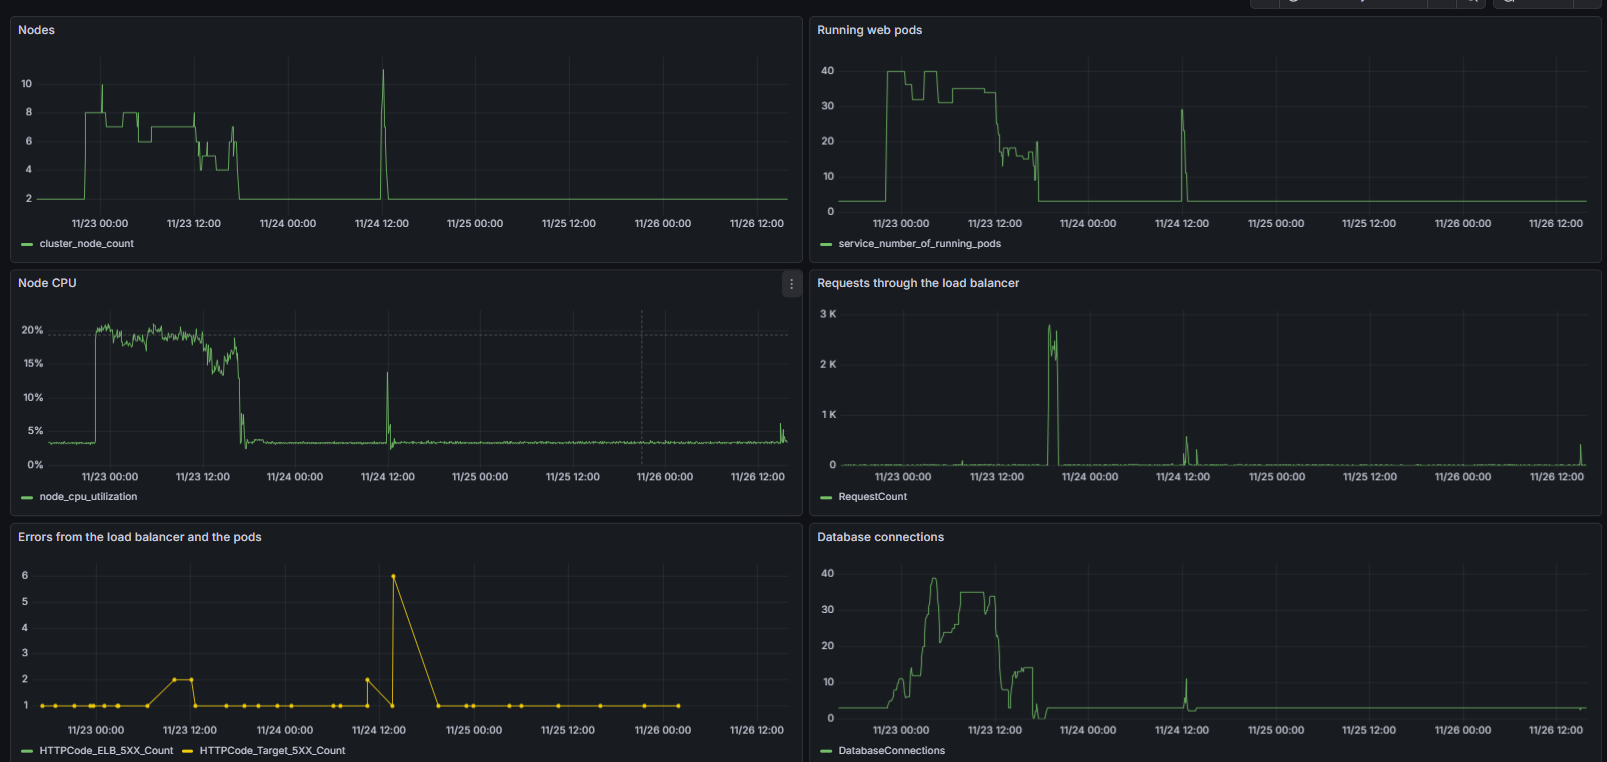 Nodes
10
8
6
4
2
11/23 00:00 11/23 12:00 11/24 00:00 11/24 12:00 11/25 00:00 11/25 12:00 11/26 00:00 11/26 12:00
cluster_node_count
Running web pods
40
30
20
10
0
11/23 00:00 11/23 12:00 11/24 00:00 11/24 12:00 11/25 00:00 11/25 12:00 11/26 00:00 11/26 12:00
service_number_of_running_pods
Node CPU
20%
15%
10%
5%
0%
11/23 00:00 11/23 12:00 11/24 00:00 11/24 12:00 11/25 00:00 11/25 12:00 11/26 00:00 11/26 12:00
node_cpu_utilization
Requests through the load balancer
3 K
2 K
1 K
0
11/23 00:00 11/23 12:00 11/24 00:00 11/24 12:00 11/25 00:00 11/25 12:00 11/26 00:00 11/26 12:00
RequestCount
Errors from the load balancer and the pods
6
5
4
3
2
1
11/23 00:00 11/23 12:00 11/24 00:00 11/24 12:00 11/25 00:00 11/25 12:00 11/26 00:00 11/26 12:00
HTTPCode_ELB_5XX_Count HTTPCode_Target_5XX_Count
Database connections
40
30
20
10
0
11/23 00:00 11/23 12:00 11/24 00:00 11/24 12:00 11/25 00:00 11/25 12:00 11/26 00:00 11/26 12:00
DatabaseConnections